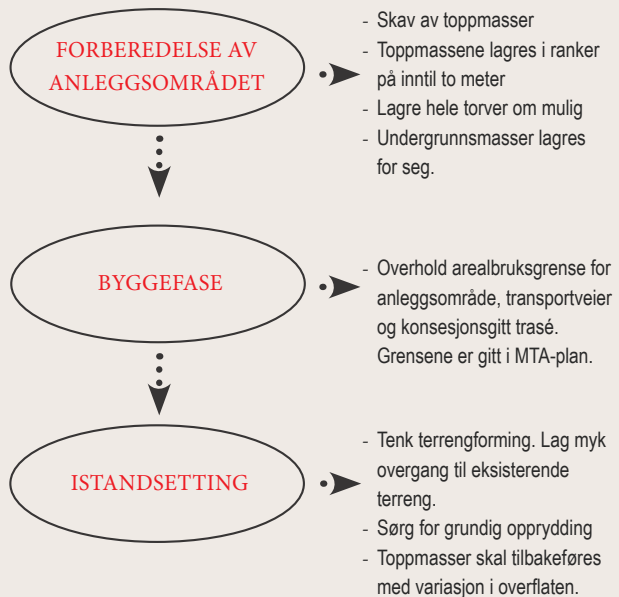 FORBEREDELSE AV
ANLEGGSOMRÅDET
- Skav av toppmasser
- Toppmassene lagres i ranker
på inntil to meter
- Lagre hele torver om mulig
- Undergrunnsmasser lagres
for seg.
BYGGEFASE
- Overhold arealbruksgrense for
anleggsområde, transportveier
og konsesjonsgitt trasé.
Grensene er gitt i MTA-plan.
ISTANDSETTING
- Tenk terrengforming. Lag myk
overgang til eksisterende
terreng.
- Sørg for grundig opprydding
- Toppmasser skal tilbakeføres
med variasjon i overflaten.